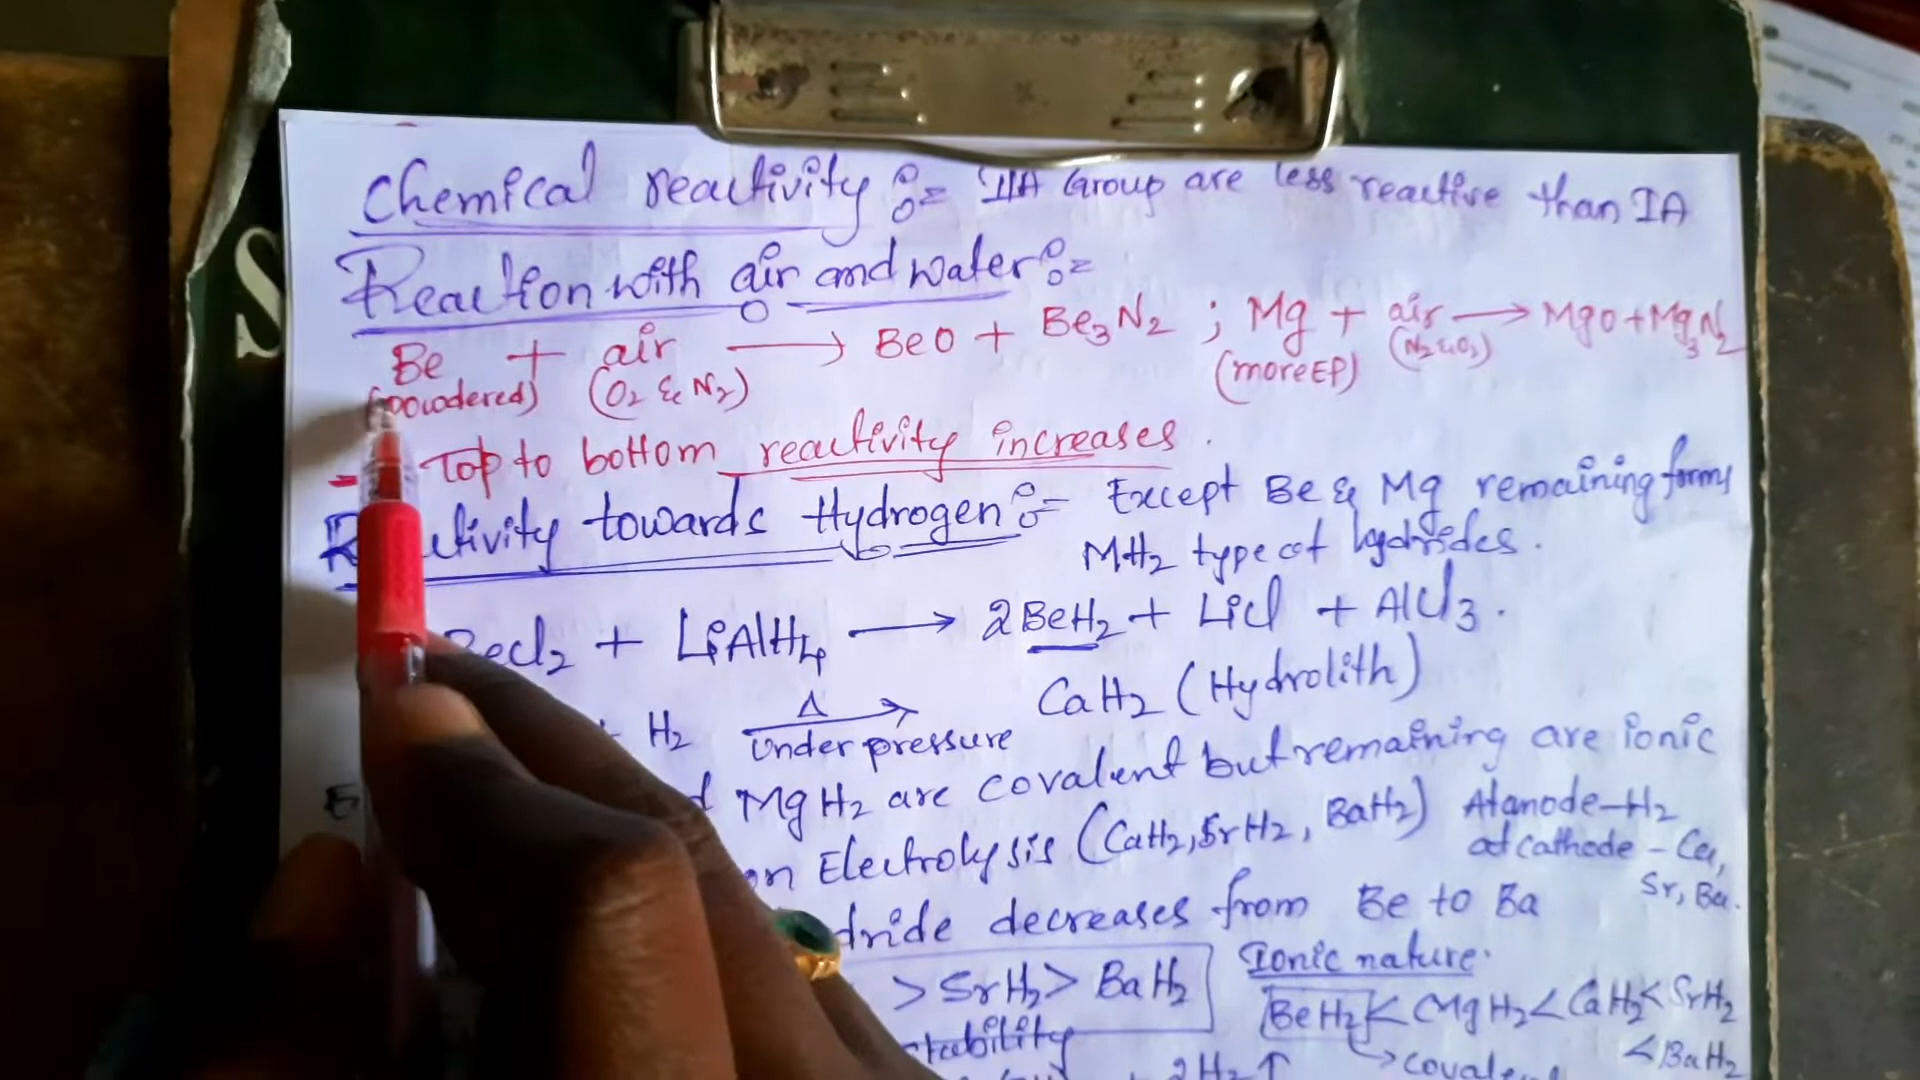 S
Chemical reactivity := IIA Group are less reactive than IA
Reaction with air and water :=
Be + air → BeO + Be3N2 ; Mg + air → MgO + Mg3N2
(powdered) (O2 & N2) (more EP) (N2 & O2)
- Top to bottom reactivity increases.
towards Hydrogen := Except Be & Mg remaining forms
MH2 type of hydrides.
BeCl2 + LiAlH4 → 2BeH2 + LiCl + AlCl3.
+ H2 Δ → CaH2 (Hydrolith)
Under pressure
MgH2 are covalent but remaining are ionic
on Electrolysis (CaH2, SrH2, BaH2) At anode - H2
at cathode - Ca,
Sr, Ba.
dride decreases from Be to Ba
> SrH2 > BaH2 Ionic nature.
BeH2 < MgH2 < CaH2 < SrH2
< BaH2
stability → covalent
2H2 ↑